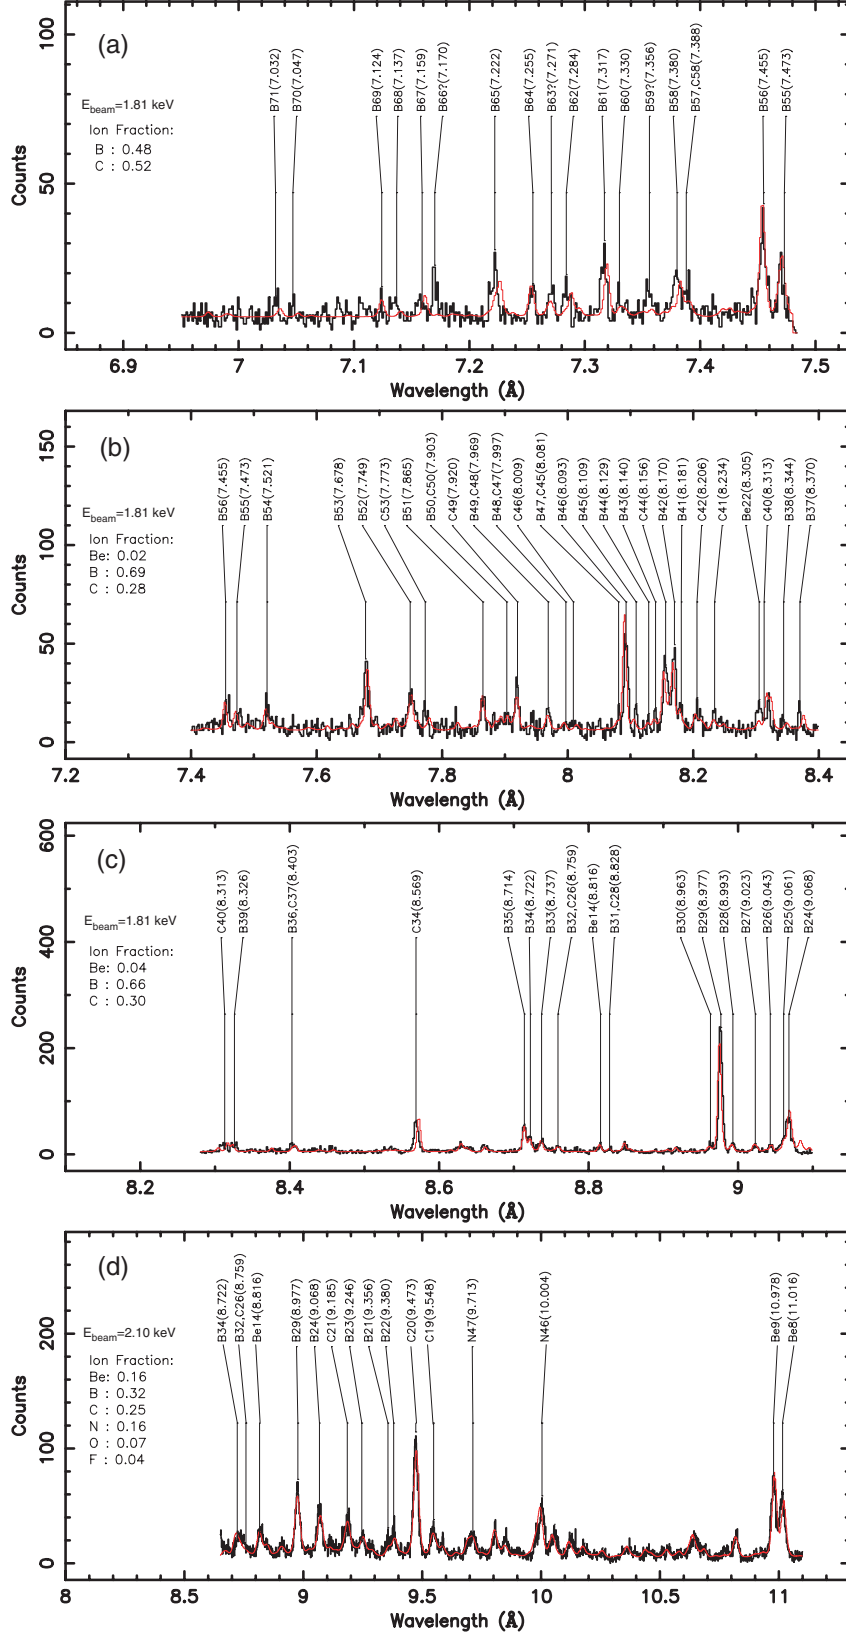 (a)
100
50
0
Counts
E_beam=1.81 keV
Ion Fraction:
B : 0.48
C : 0.52
B71(7.032)
B70(7.047)
B69(7.124)
B68(7.137)
B67(7.159)
B66?(7.170)
B65(7.222)
B64(7.255)
B63?(7.271)
B62(7.284)
B61(7.317)
B60(7.330)
B59?(7.356)
B58(7.380)
B57,C58(7.388)
B56(7.455)
B55(7.473)
6.9 7 7.1 7.2 7.3 7.4 7.5
Wavelength (Å)
(b)
150
100
50
0
Counts
E_beam=1.81 keV
Ion Fraction:
Be: 0.02
B : 0.69
C : 0.28
B56(7.455)
B55(7.473)
B54(7.521)
B53(7.678)
B52(7.749)
C53(7.773)
B51(7.865)
B50,C50(7.903)
C49(7.920)
B49,C48(7.969)
B48,C47(7.997)
C46(8.009)
B47,C45(8.081)
B46(8.093)
B45(8.109)
B44(8.129)
B43(8.140)
C44(8.156)
B42(8.170)
B41(8.181)
C42(8.206)
C41(8.234)
Be22(8.305)
C40(8.313)
B38(8.344)
B37(8.370)
7.2 7.4 7.6 7.8 8 8.2 8.4
Wavelength (Å)
(c)
600
400
200
0
Counts
E_beam=1.81 keV
Ion Fraction:
Be: 0.04
B : 0.66
C : 0.30
C40(8.313)
B39(8.326)
B36,C37(8.403)
C34(8.569)
B35(8.714)
B34(8.722)
B33(8.737)
B32,C26(8.759)
Be14(8.816)
B31,C28(8.828)
B30(8.963)
B29(8.977)
B28(8.993)
B27(9.023)
B26(9.043)
B25(9.061)
B24(9.068)
8.2 8.4 8.6 8.8 9
Wavelength (Å)
(d)
200
100
0
Counts
E_beam=2.10 keV
Ion Fraction:
Be: 0.16
B : 0.32
C : 0.25
N : 0.16
O : 0.07
F : 0.04
B34(8.722)
B32,C26(8.759)
Be14(8.816)
B29(8.977)
B24(9.068)
C21(9.185)
B23(9.246)
B21(9.356)
B22(9.380)
C20(9.473)
C19(9.548)
N47(9.713)
N46(10.004)
Be9(10.978)
Be8(11.016)
8 8.5 9 9.5 10 10.5 11
Wavelength (Å)